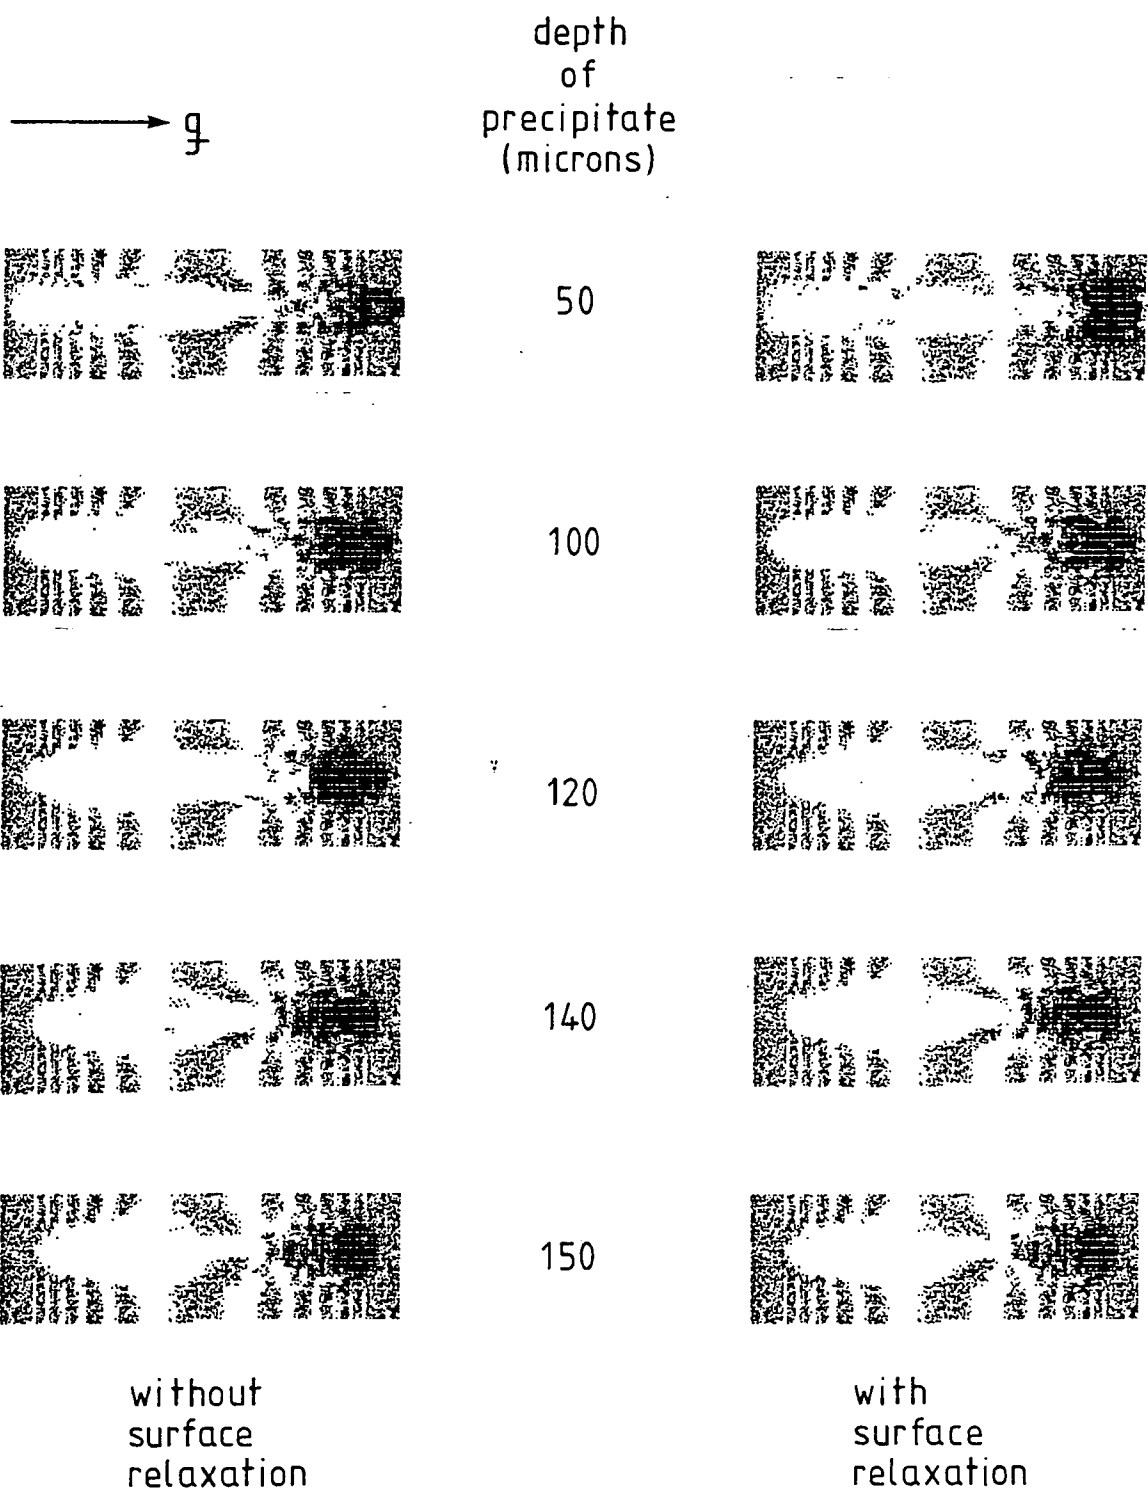 depth
of
precipitate
(microns)
g
50
100
120
140
150
without
surface
relaxation
with
surface
relaxation